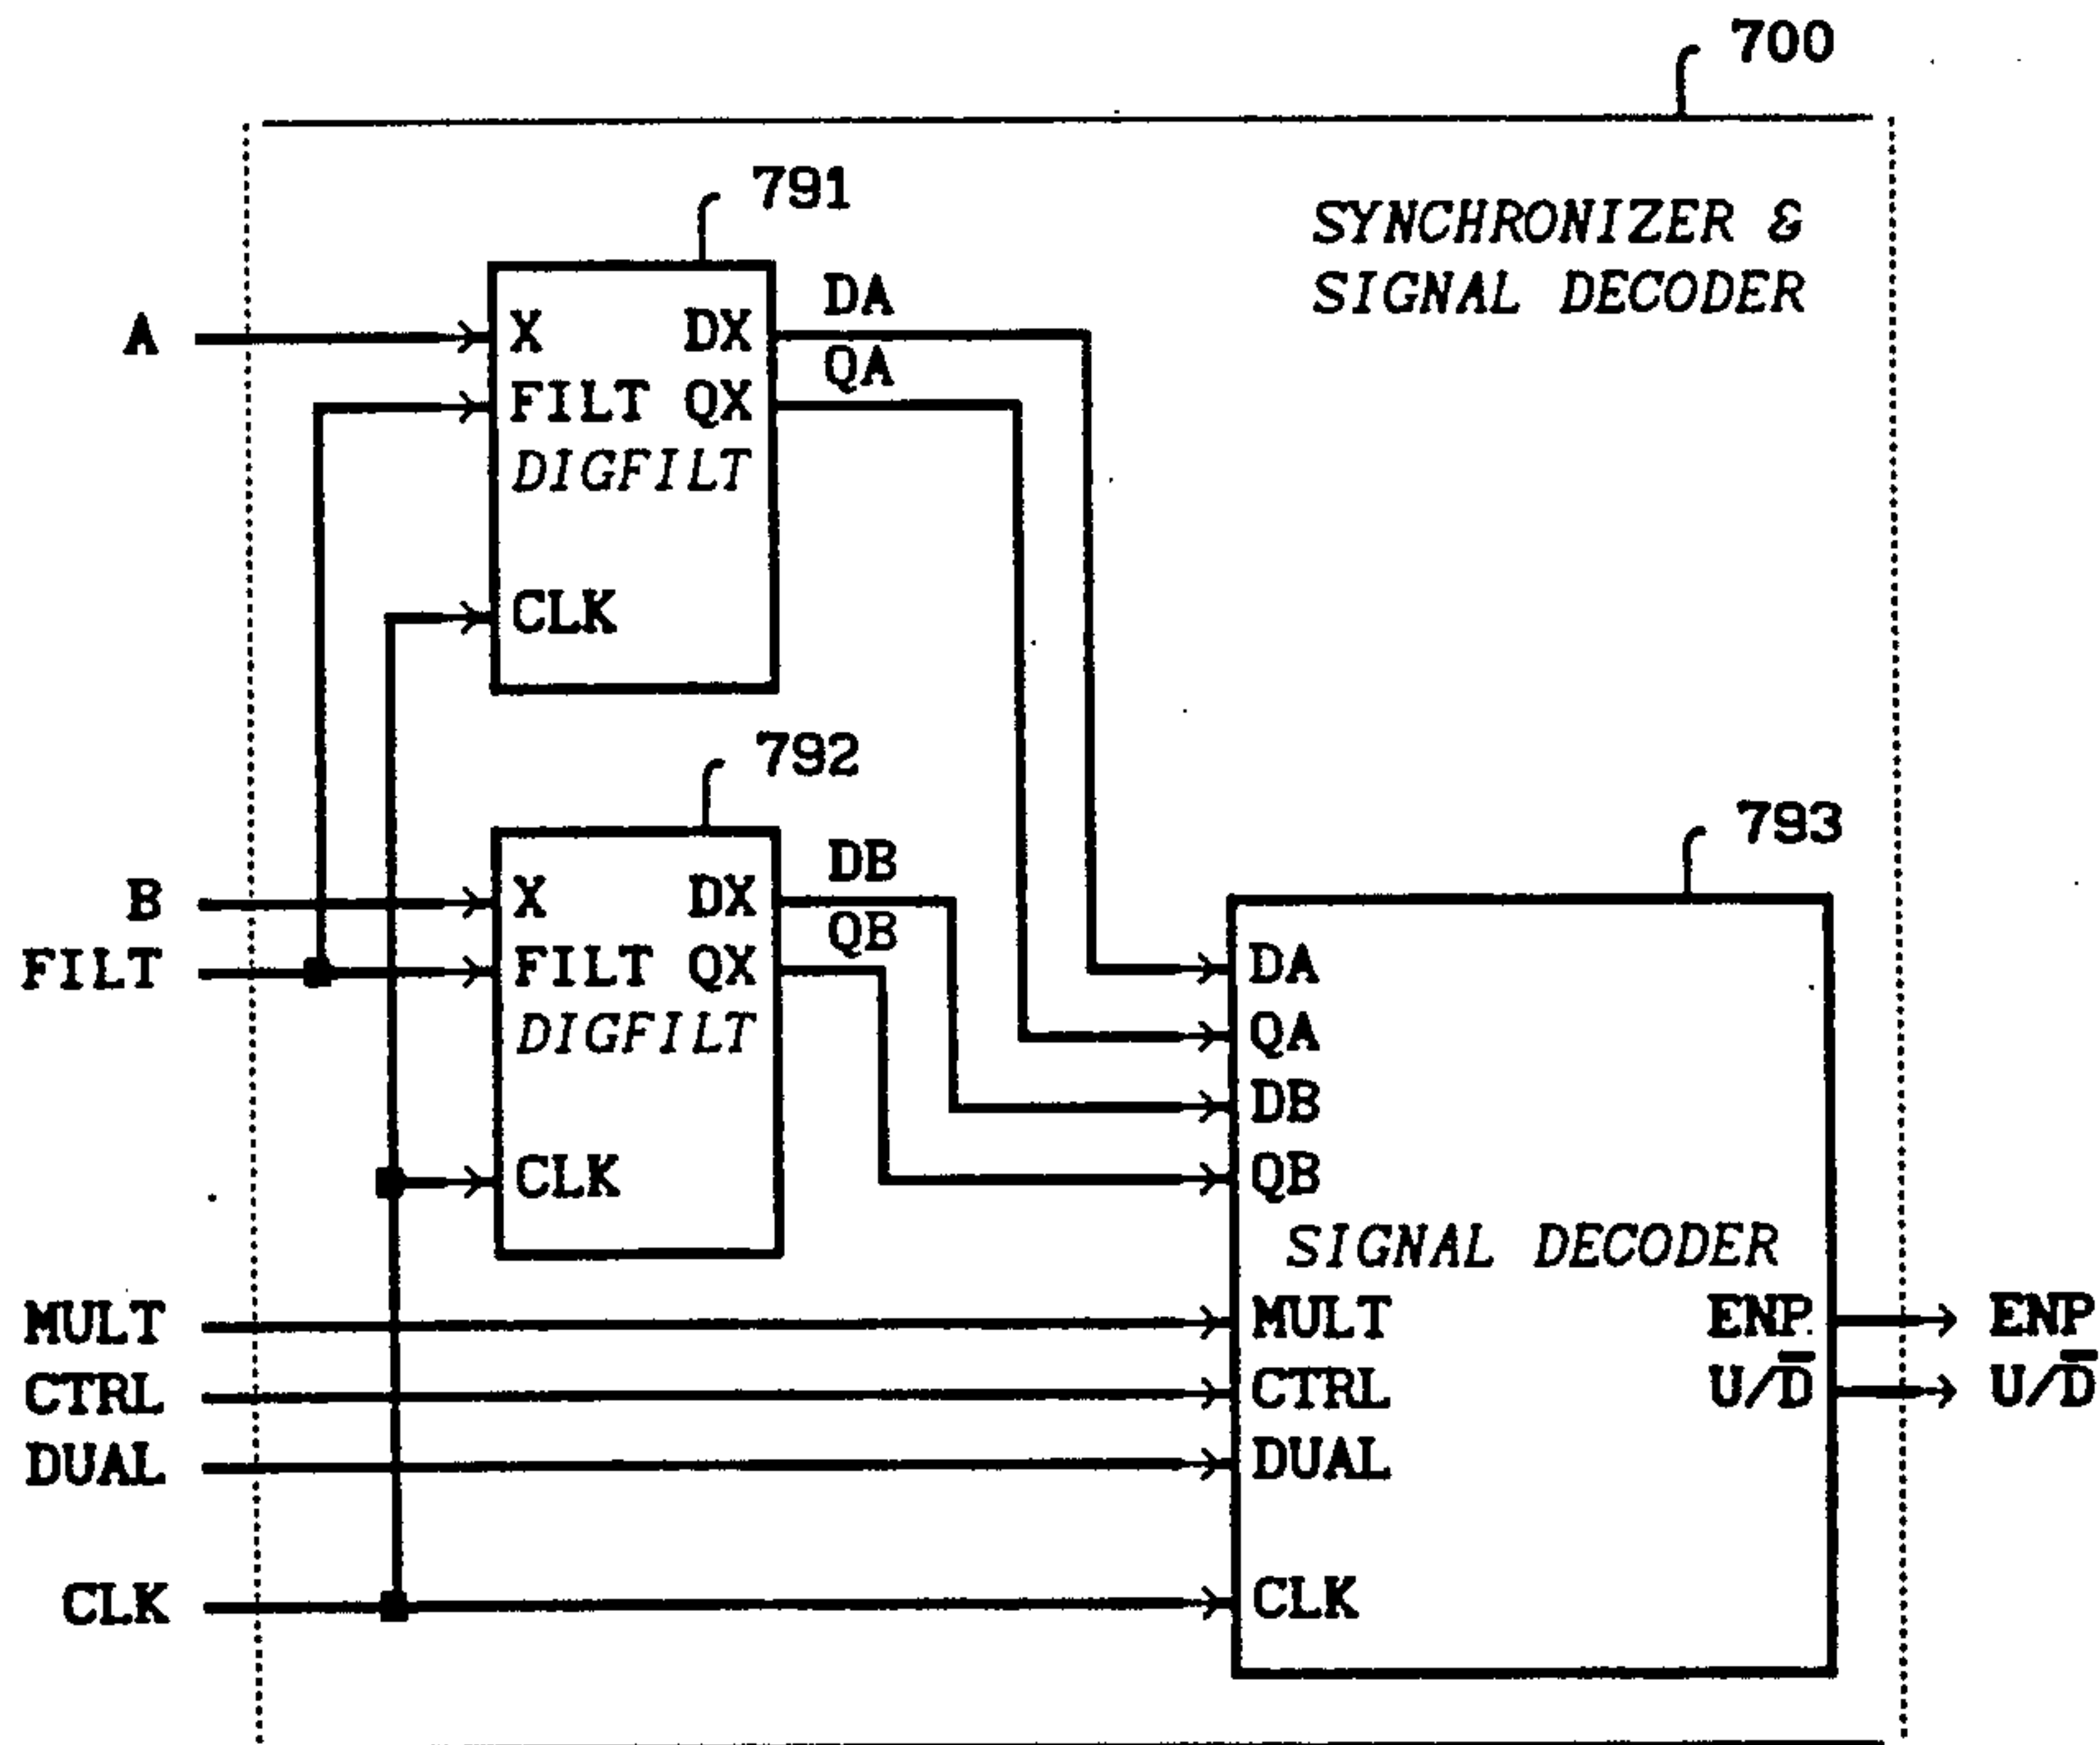 700
SYNCHRONIZER &
SIGNAL DECODER
791
A
X DX
FILT QX
DIGFILT
CLK
DA
QA
792
B
FILT
X DX
FILT QX
DIGFILT
CLK
DB
QB
793
DA
QA
DB
QB
SIGNAL DECODER
MULT
CTRL
DUAL
CLK
MULT
CTRL
DUAL
CLK
ENP
U/D̅
ENP
U/D̅